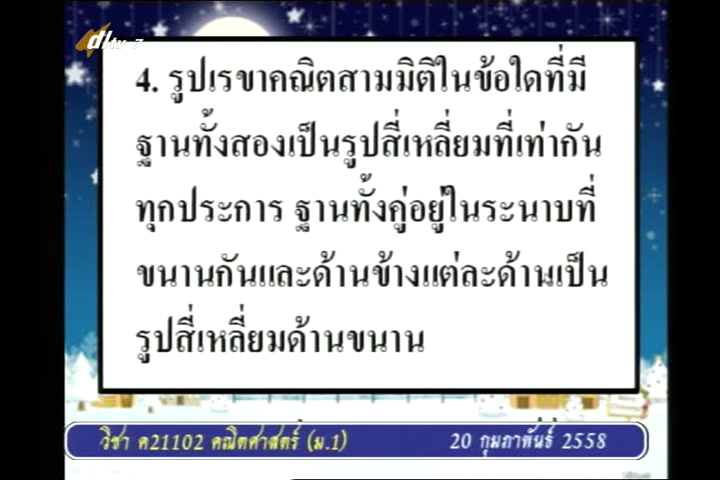 dltv 7
4. รูปเรขาคณิตสามมิติในข้อใดที่มี
ฐานทั้งสองเป็นรูปสี่เหลี่ยมที่เท่ากัน
ทุกประการ ฐานทั้งคู่อยู่ในระนาบที่
ขนานกันและด้านข้างแต่ละด้านเป็น
รูปสี่เหลี่ยมด้านขนาน
วิชา ค21102 คณิตศาสตร์ (ม.1) 20 กุมภาพันธ์ 2558